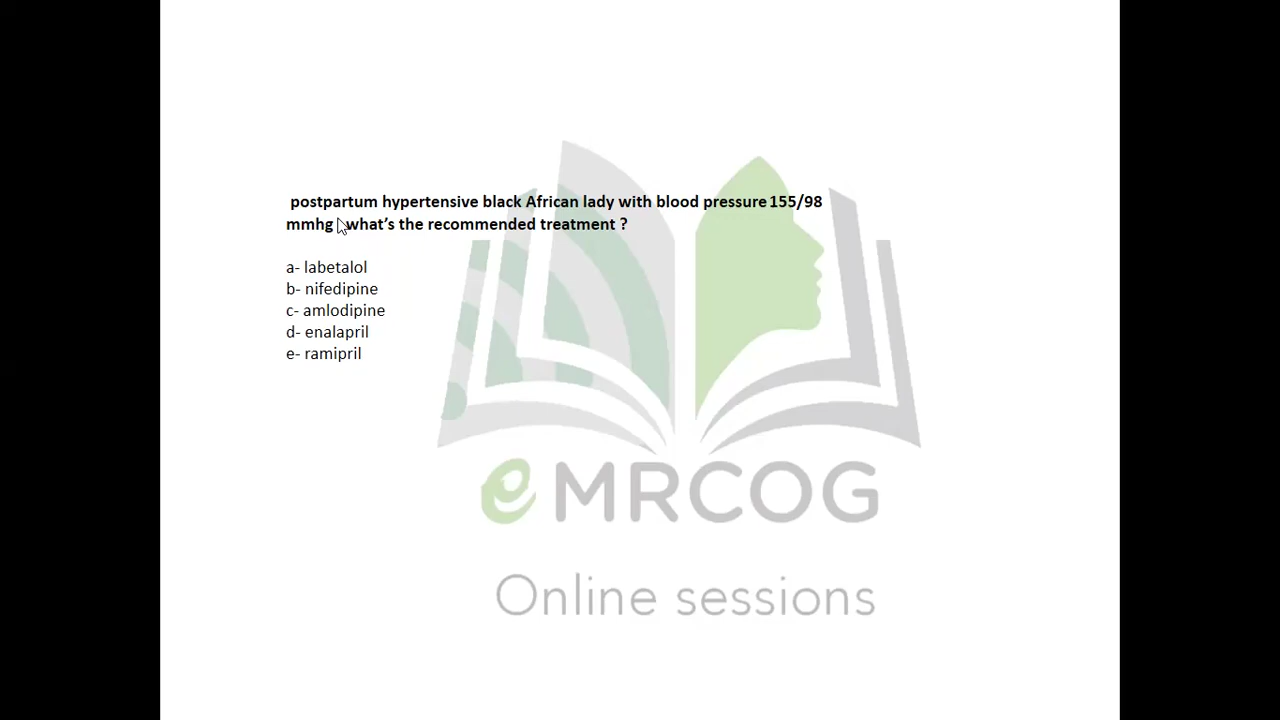 postpartum hypertensive black African lady with blood pressure 155/98
mmhg what's the recommended treatment ?
a- labetalol
b- nifedipine
c- amlodipine
d- enalapril
e- ramipril
eMRCOG
Online sessions